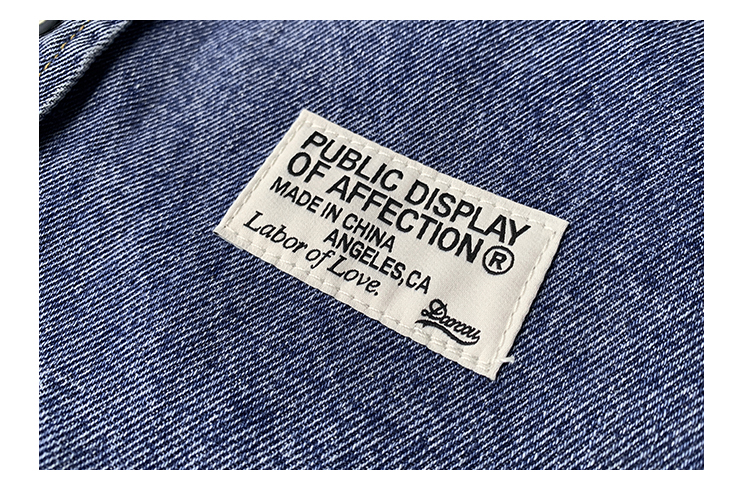 PUBLIC DISPLAY
OF AFFECTION®
MADE IN CHINA
ANGELES,CA
Labor of Love.